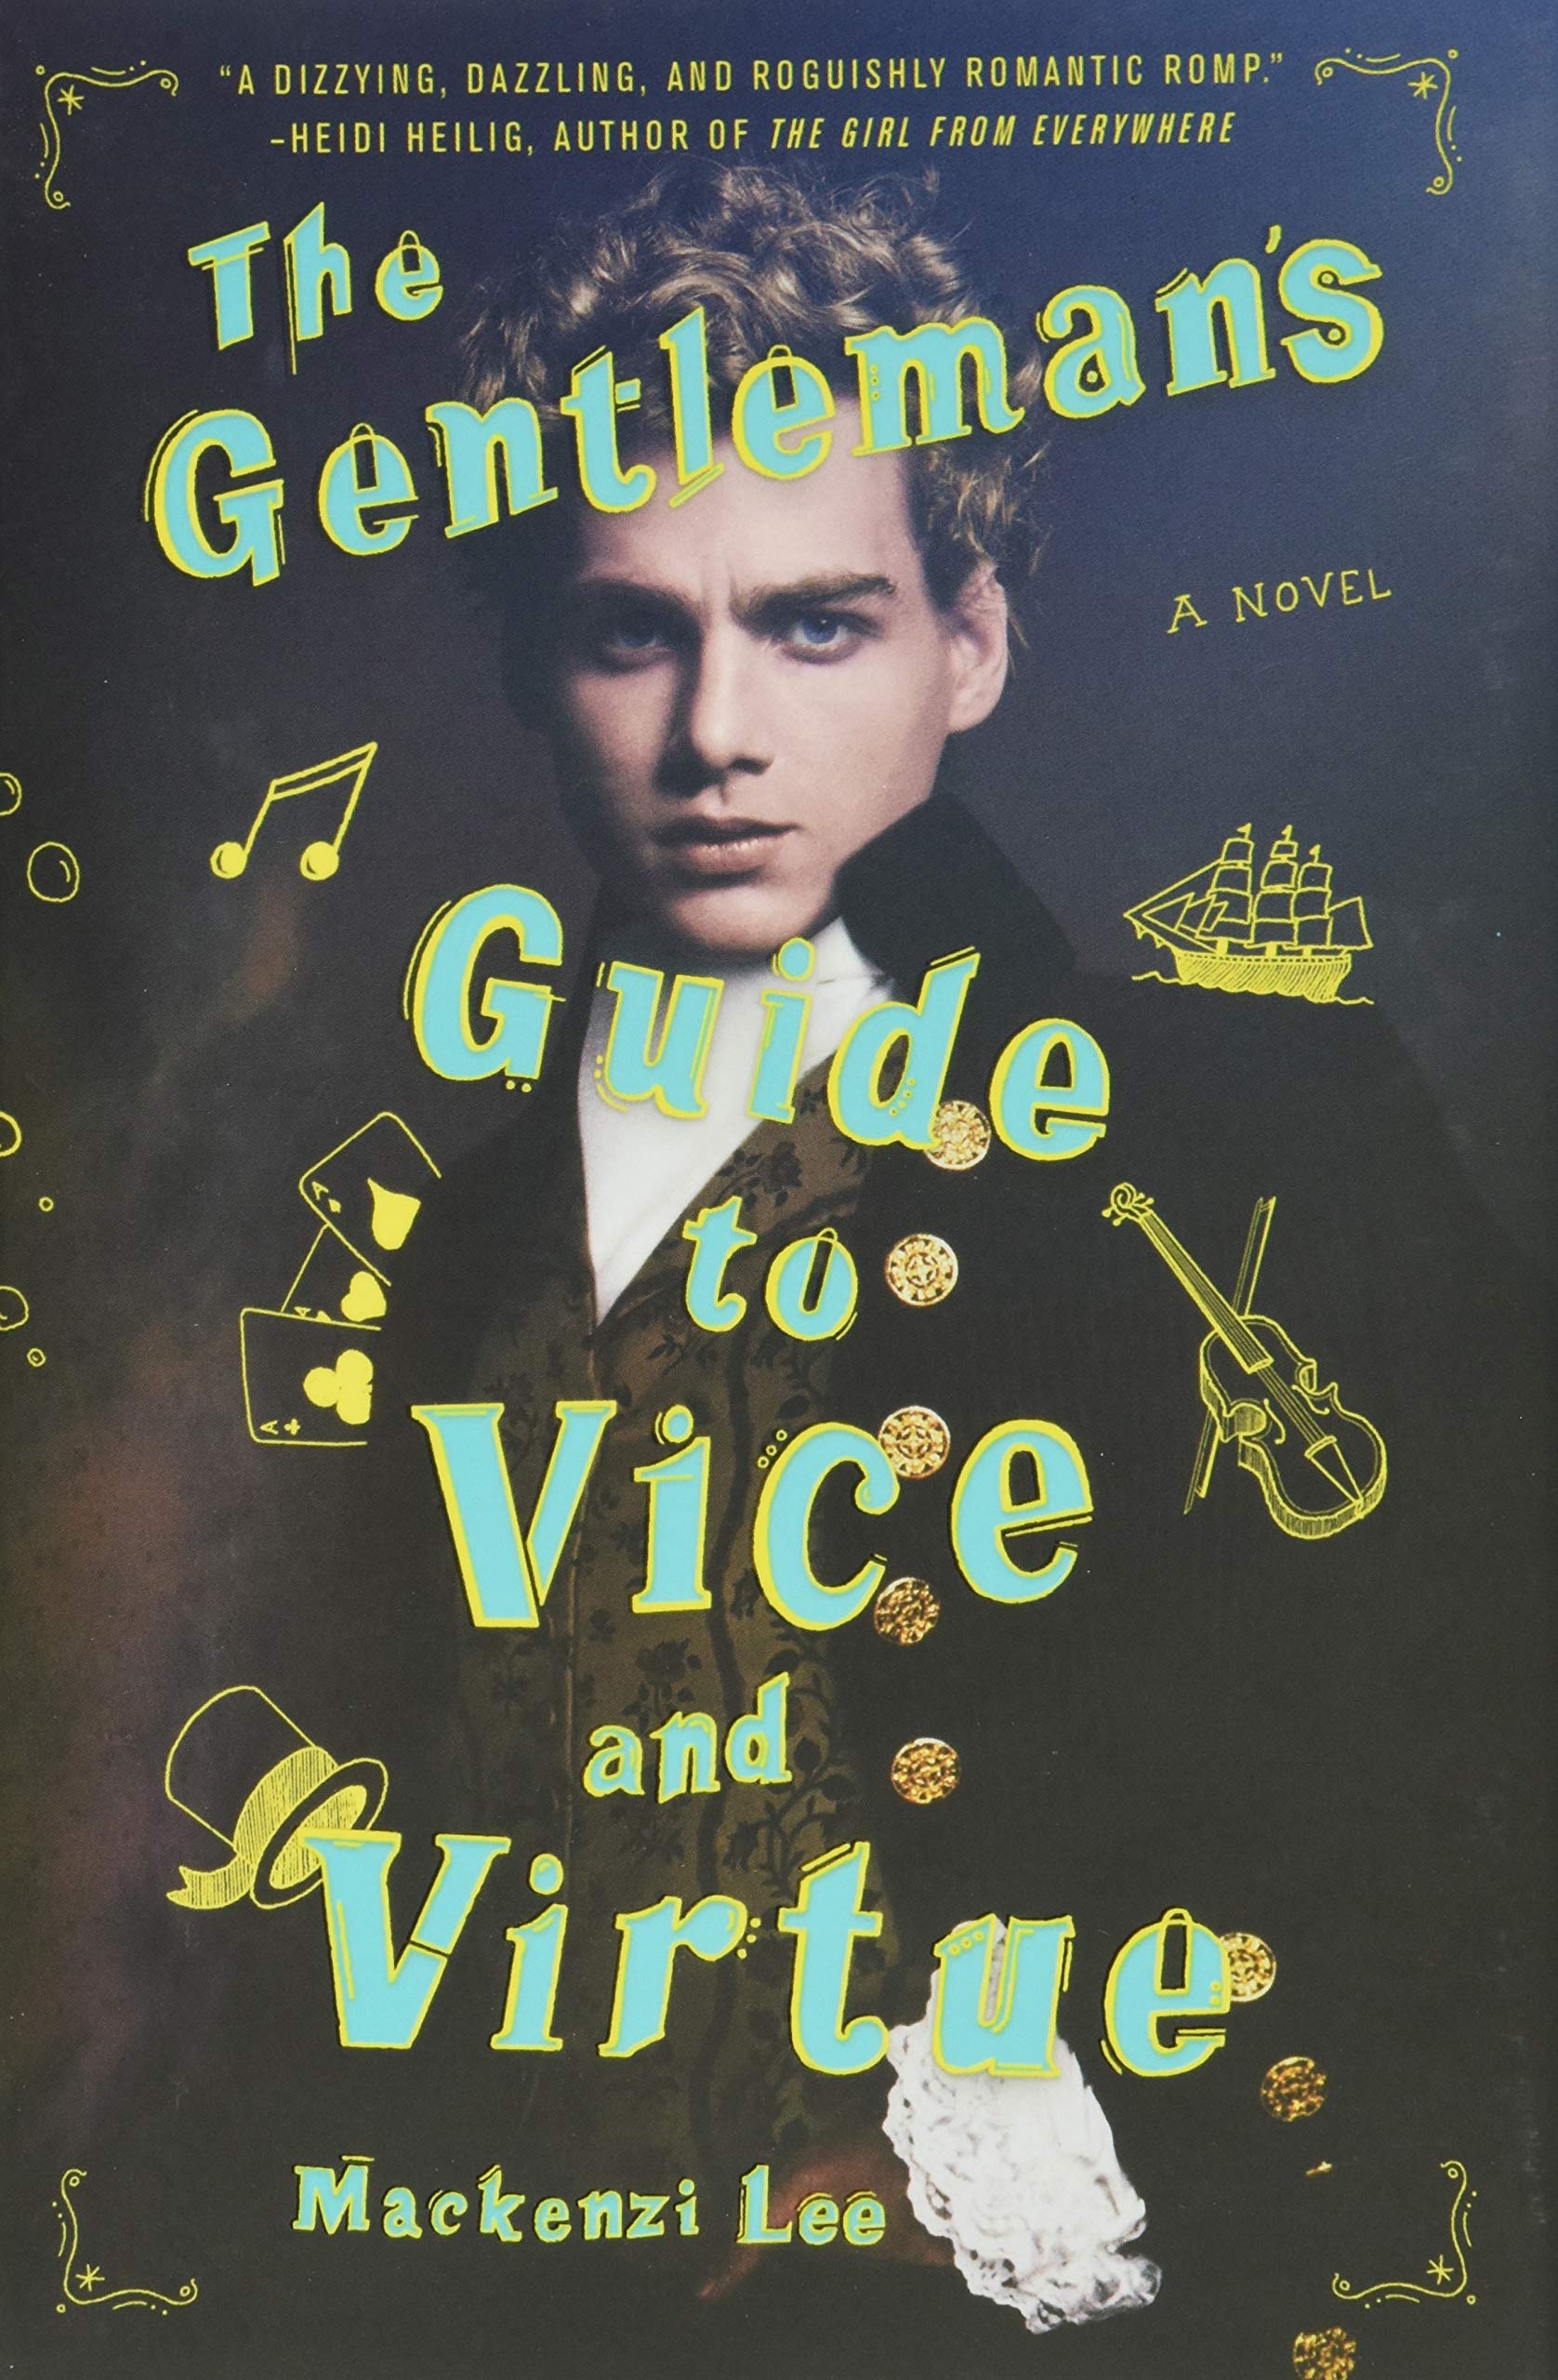 “A DIZZYING, DAZZLING, AND ROGUISHLY ROMANTIC ROMP.”
–HEIDI HEILIG, AUTHOR OF THE GIRL FROM EVERYWHERE
The
Gentleman's
A NOVEL
Guide
to
A
A
A
Vice
and
Virtue
Mackenzi Lee